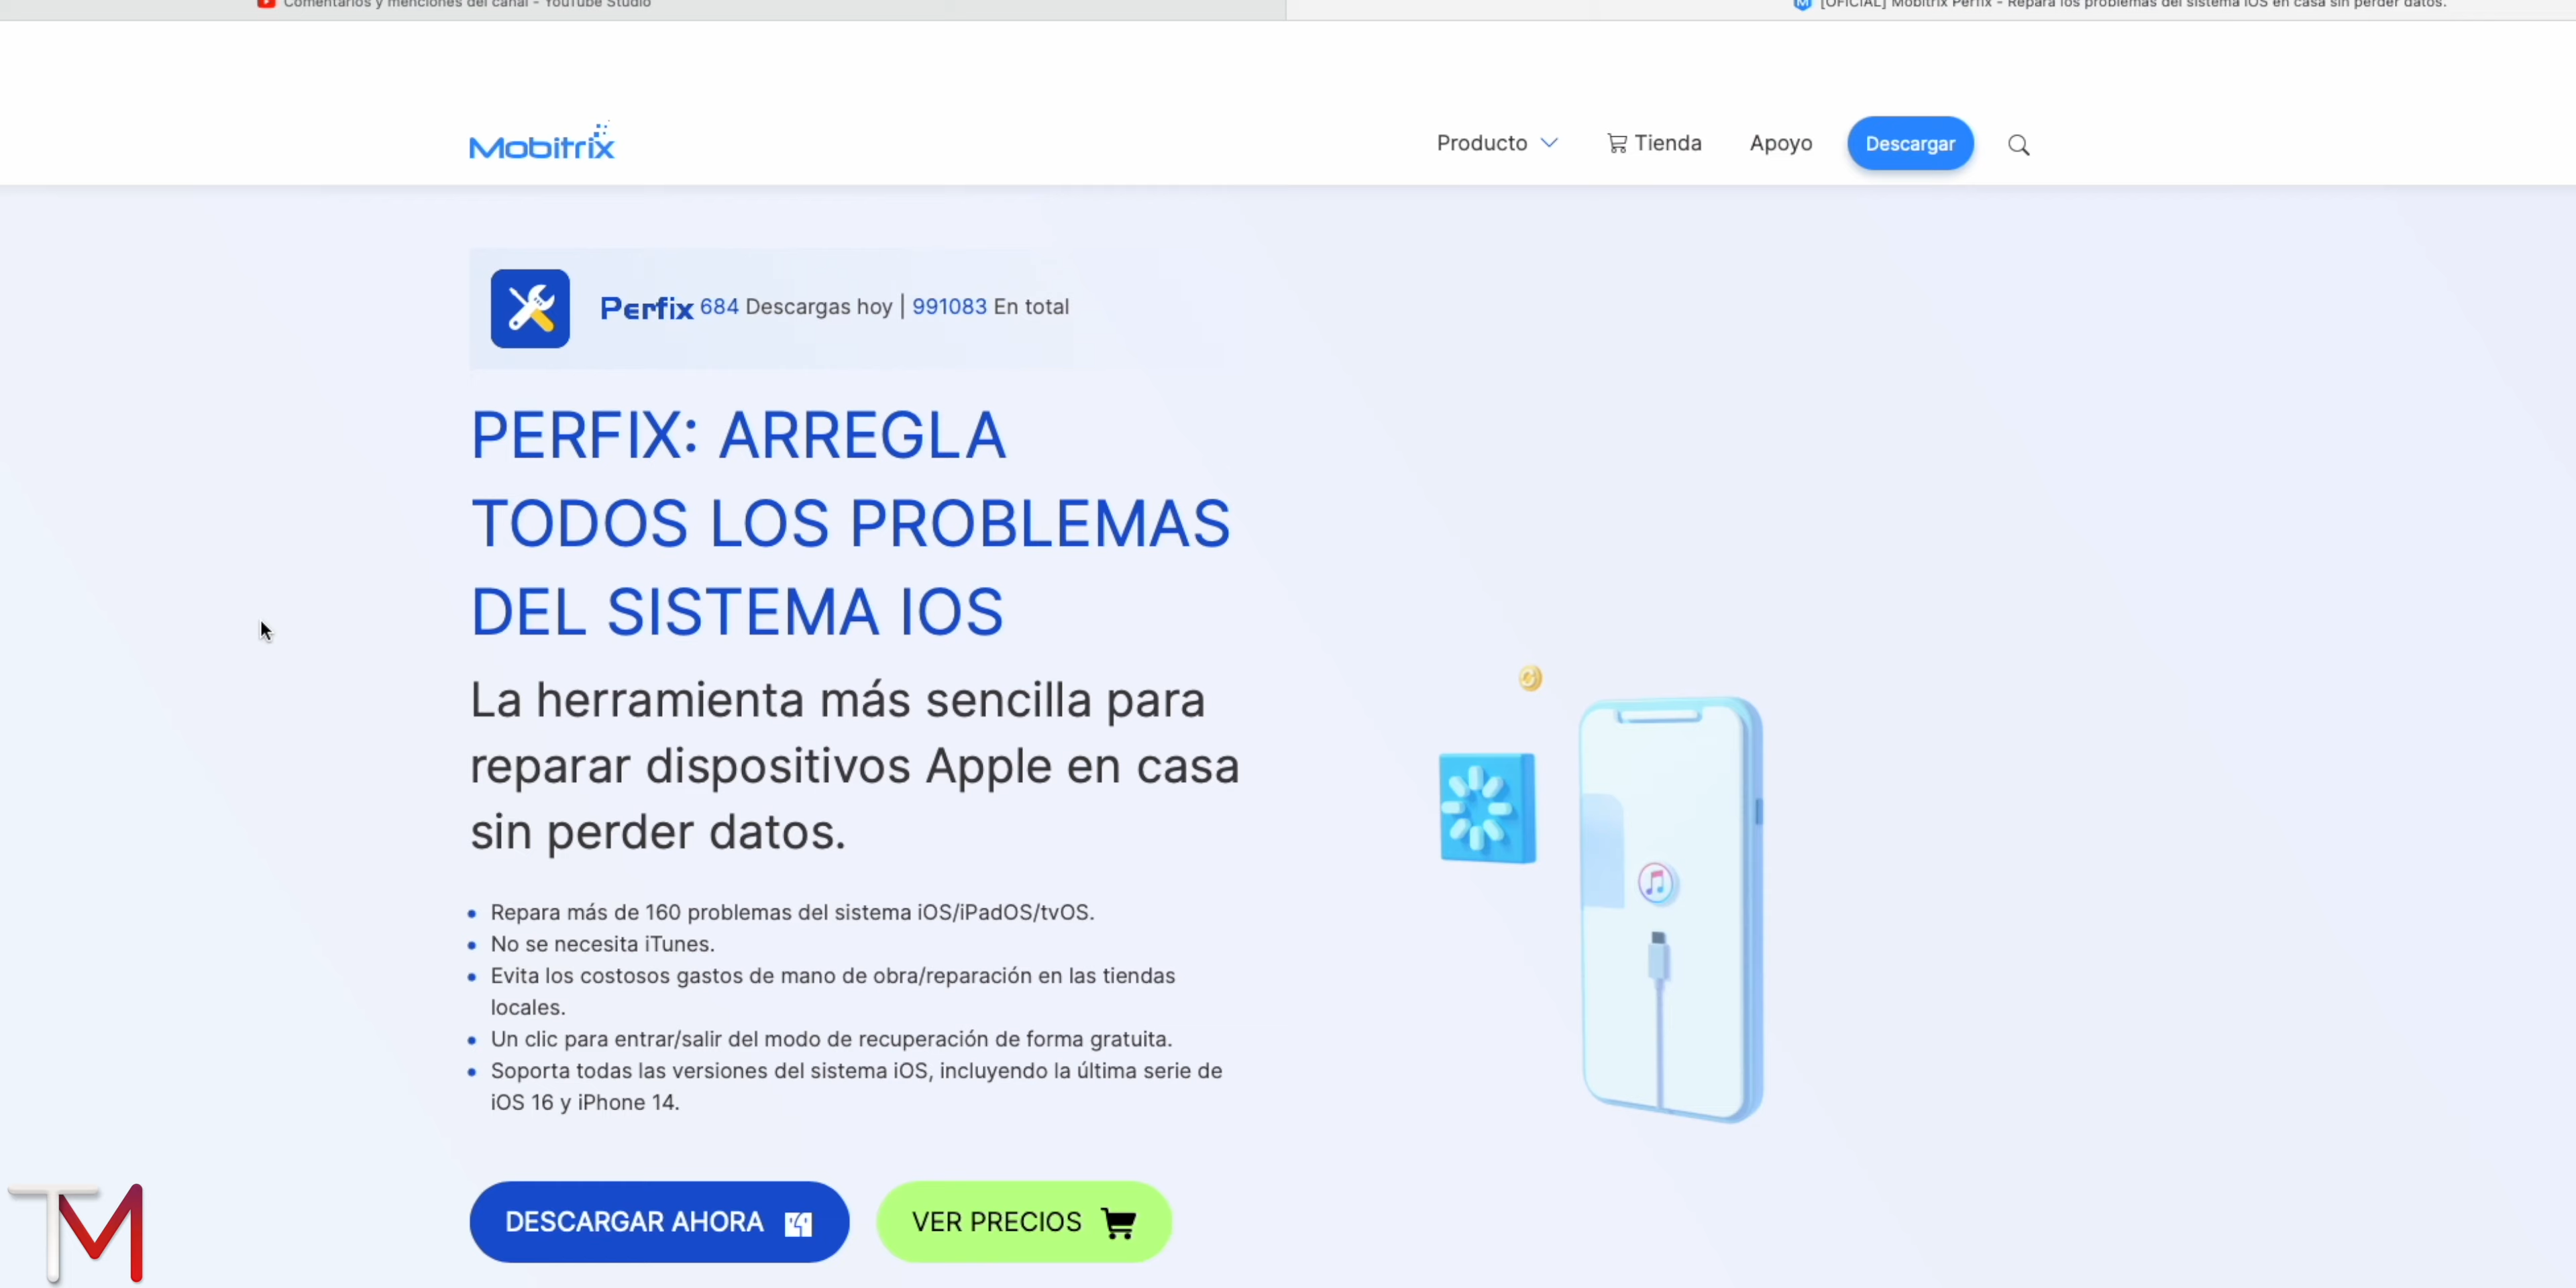 Comentarios y menciones del canal - YouTube Studio
[OFICIAL] Mobitrix Perfix - Repara los problemas del sistema iOS en casa sin perder datos.
Mobitrix
Producto
Tienda
Apoyo
Descargar
Perfix 684 Descargas hoy | 991083 En total
PERFIX: ARREGLA
TODOS LOS PROBLEMAS
DEL SISTEMA IOS
La herramienta más sencilla para
reparar dispositivos Apple en casa
sin perder datos.
Repara más de 160 problemas del sistema iOS/iPadOS/tvOS.
No se necesita iTunes.
Evita los costosos gastos de mano de obra/reparación en las tiendas
locales.
Un clic para entrar/salir del modo de recuperación de forma gratuita.
Soporta todas las versiones del sistema iOS, incluyendo la última serie de
iOS 16 y iPhone 14.
DESCARGAR AHORA
VER PRECIOS
TM